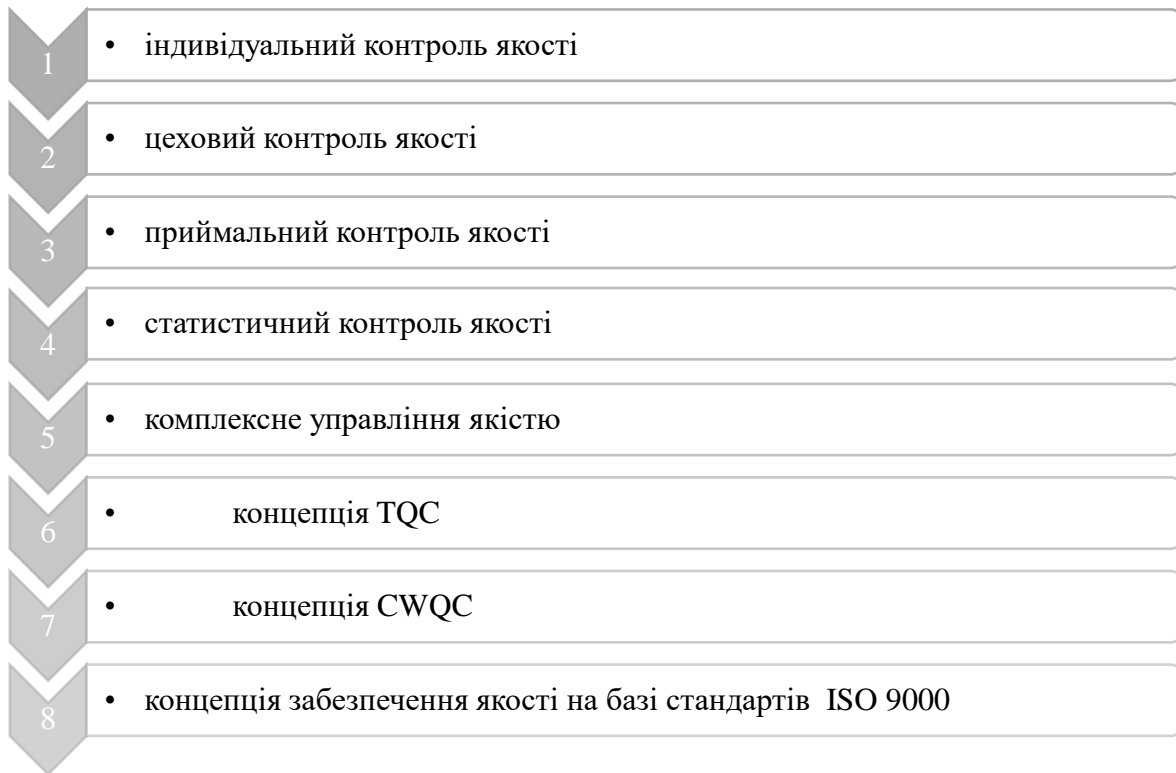 1 • індивідуальний контроль якості
2 • цеховий контроль якості
3 • приймальний контроль якості
4 • статистичний контроль якості
5 • комплексне управління якістю
6 • концепція TQC
7 • концепція CWQC
8 • концепція забезпечення якості на базі стандартів ISO 9000